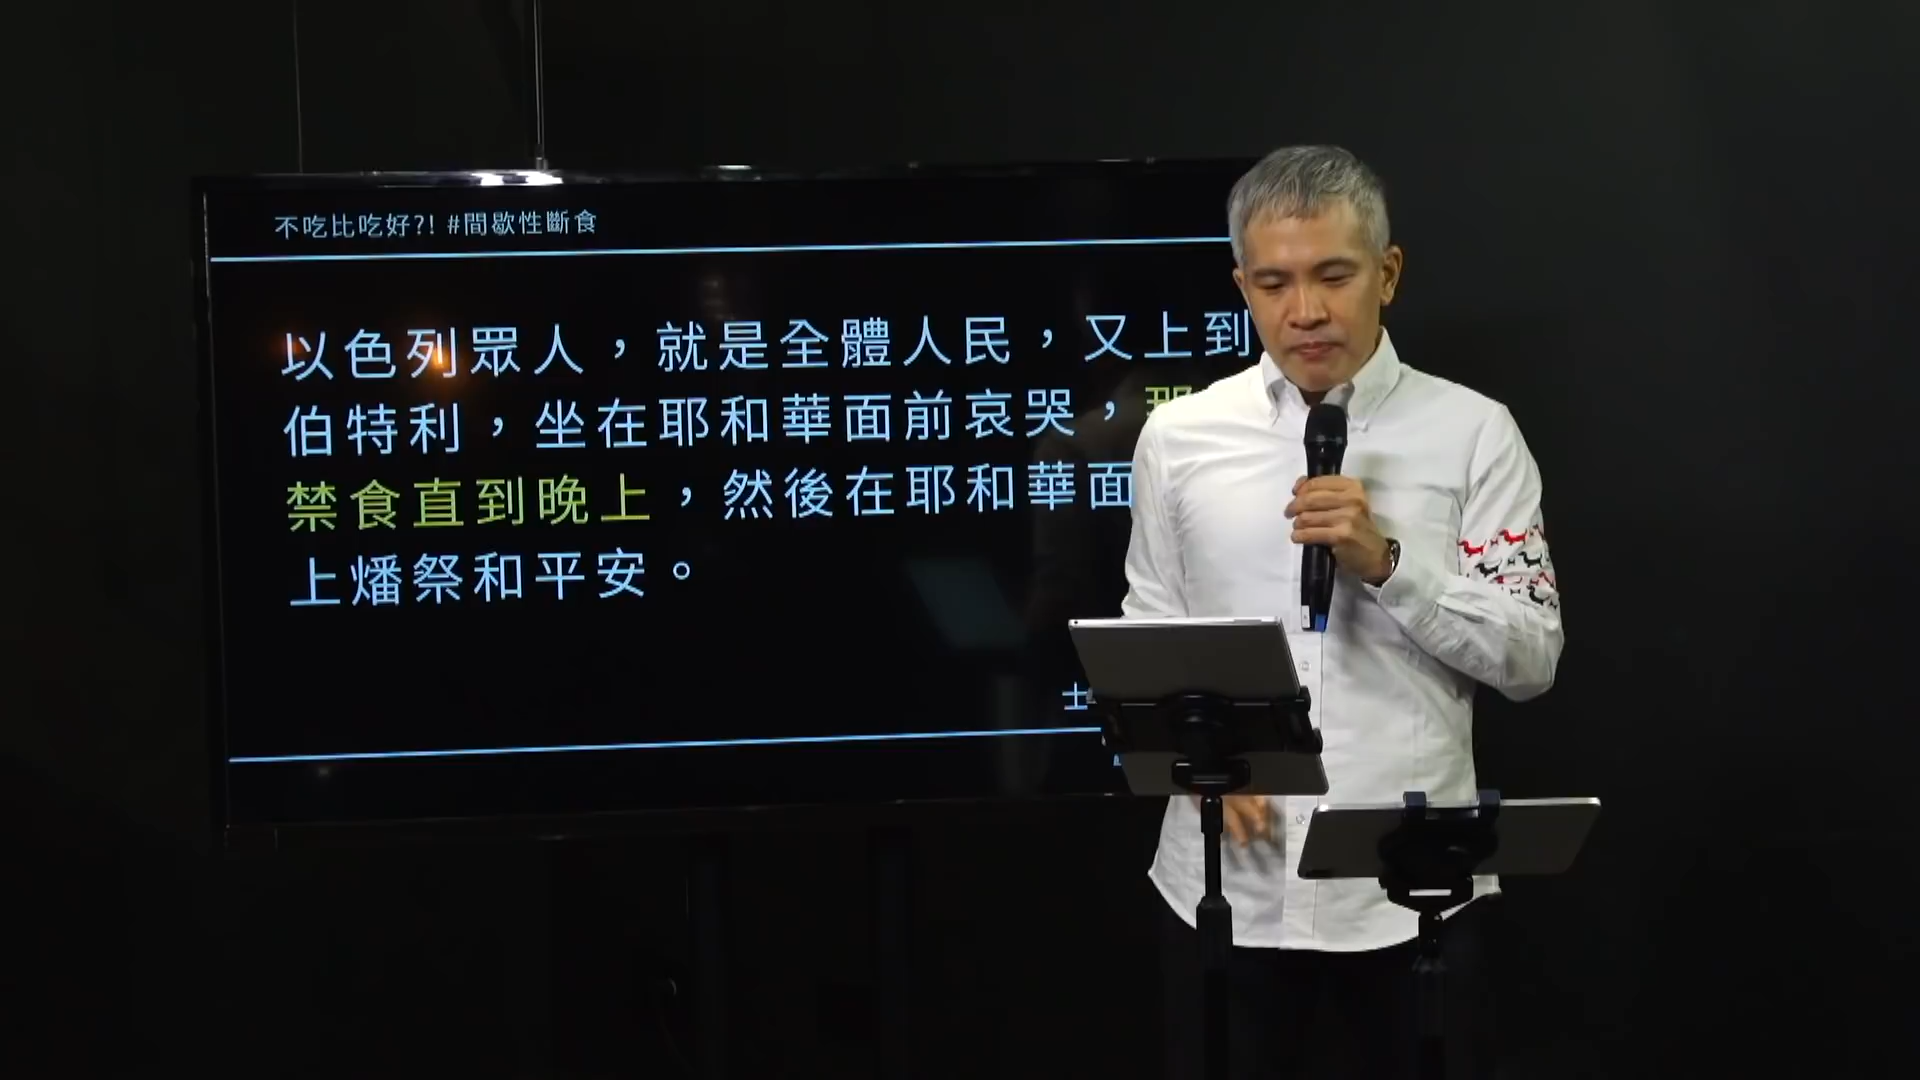 不吃比吃好?! #間歇性斷食
以色列眾人，就是全體人民，又上到
伯特利，坐在耶和華面前哀哭，那
禁食直到晚上，然後在耶和華面
上燔祭和平安。
士